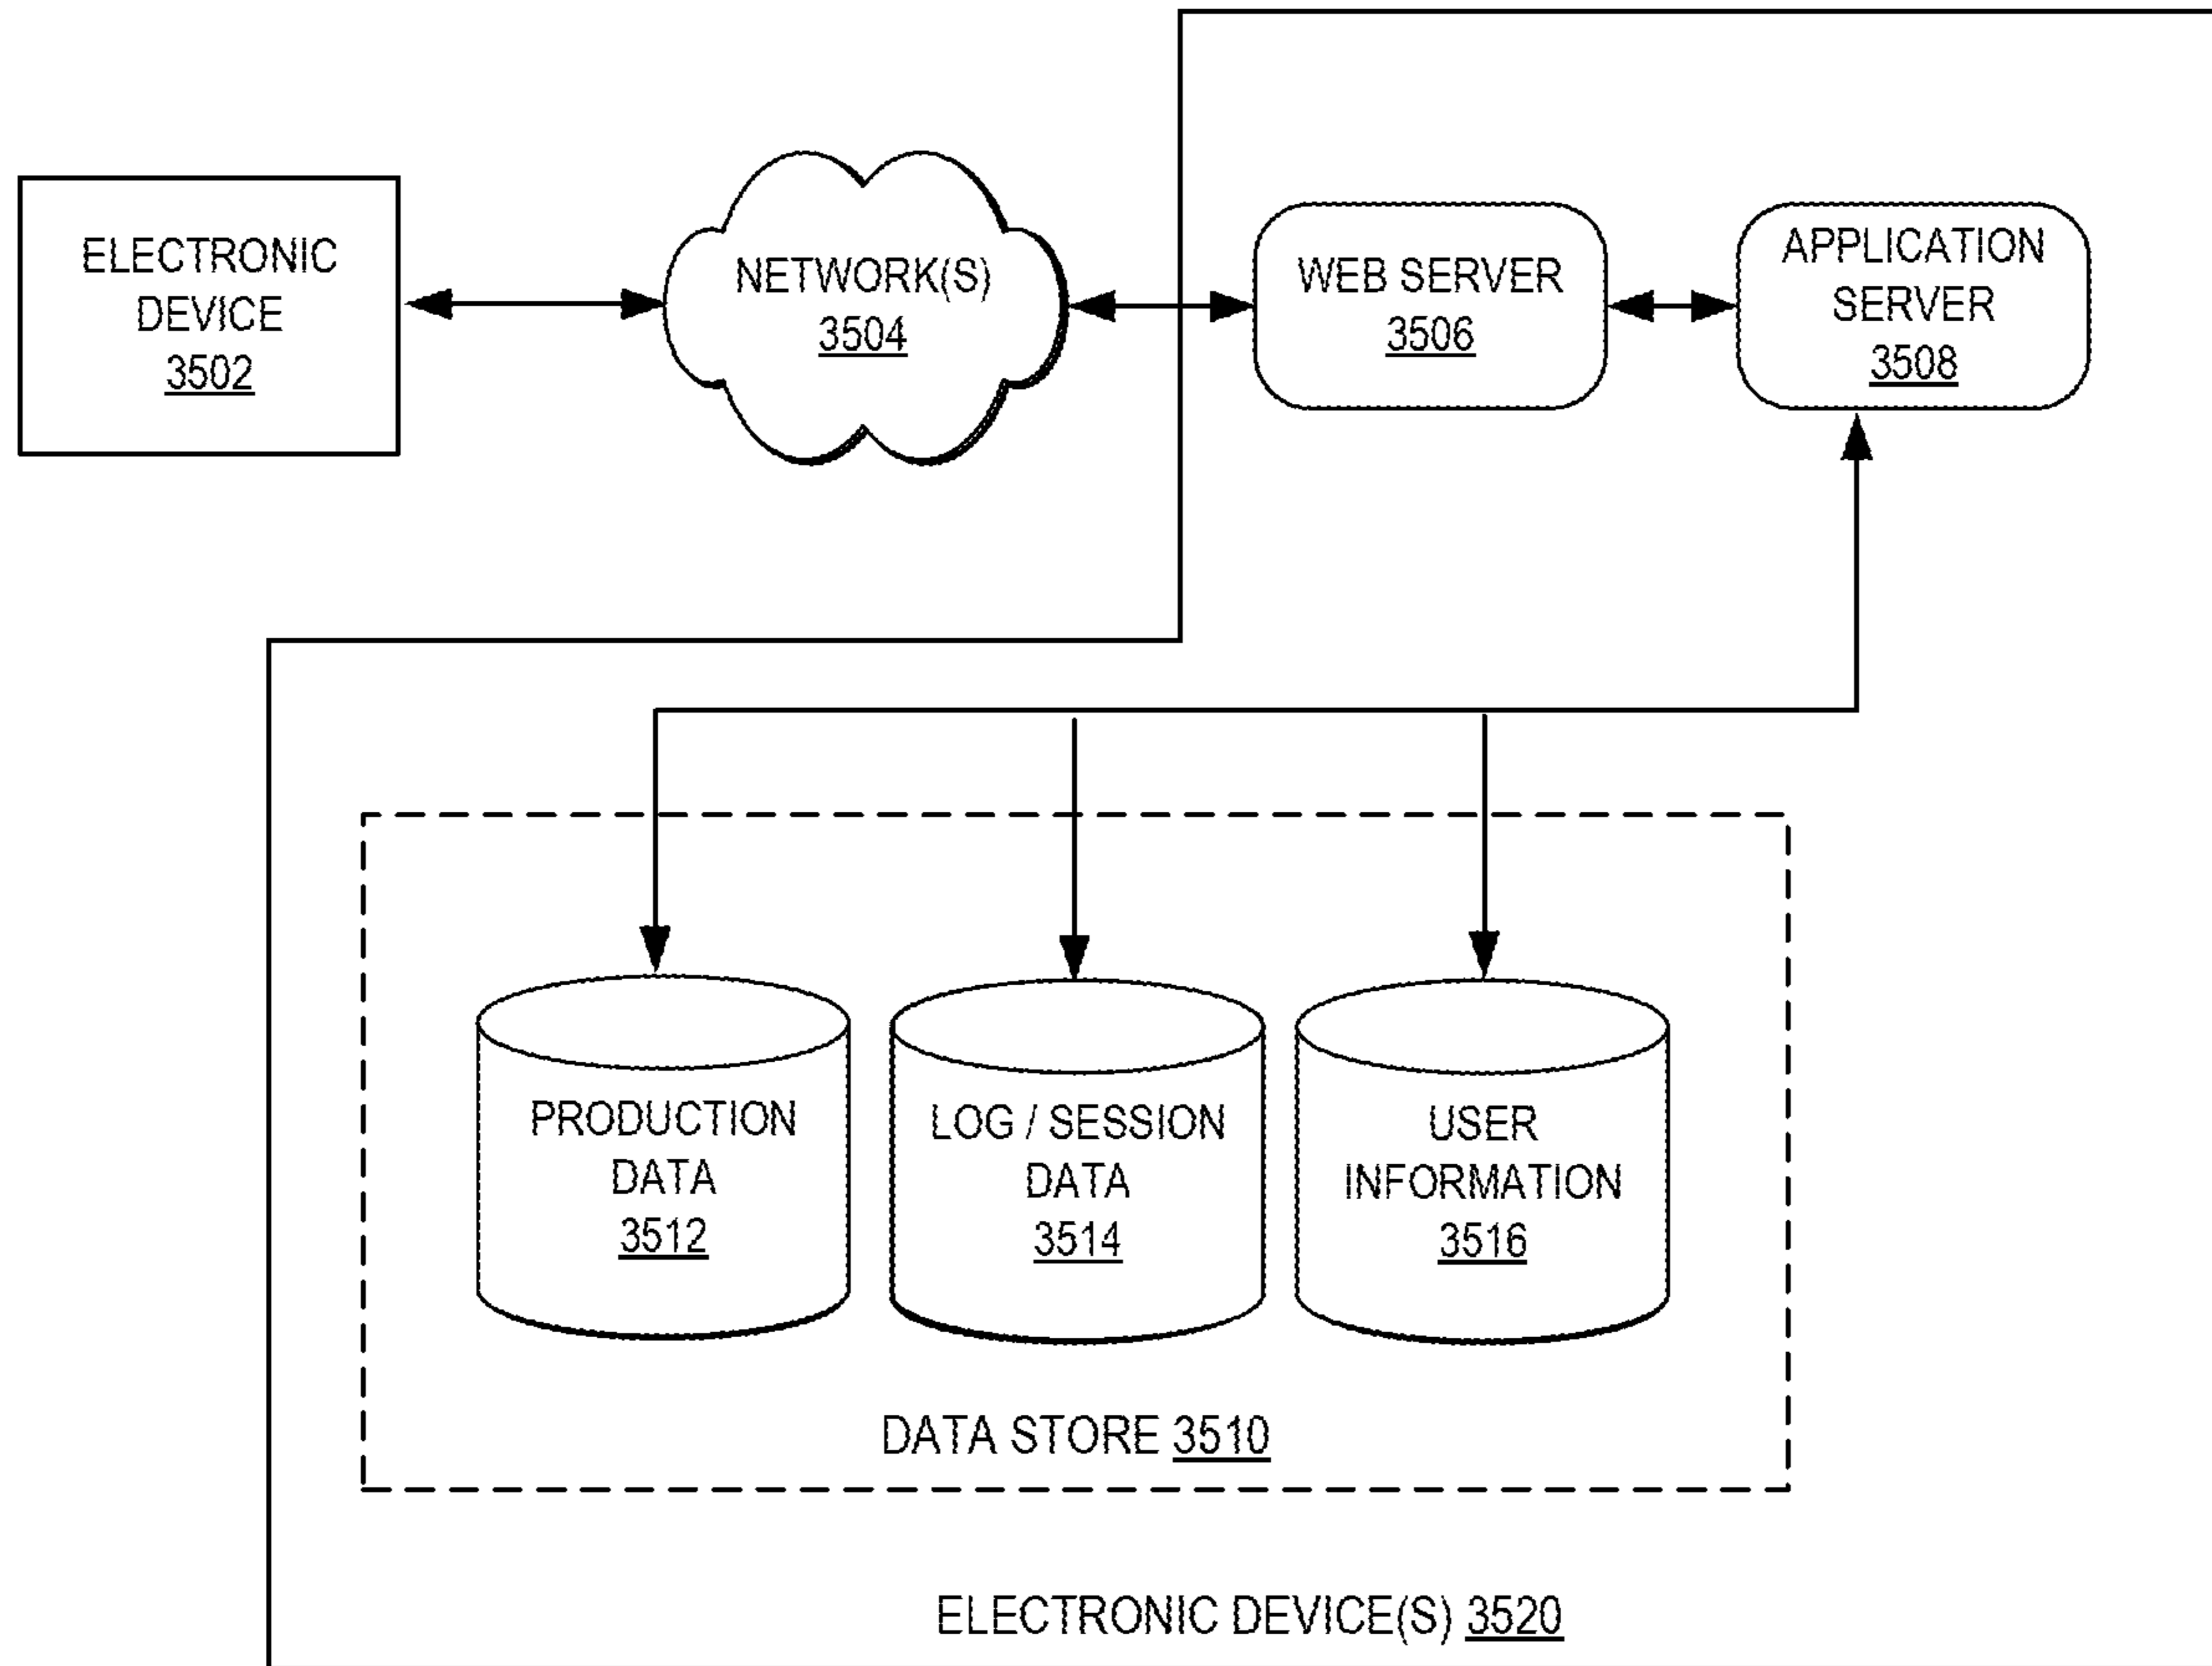 ELECTRONIC
DEVICE
3502
NETWORK(S)
3504
WEB SERVER
3506
APPLICATION
SERVER
3508
PRODUCTION
DATA
3512
LOG / SESSION
DATA
3514
USER
INFORMATION
3516
DATA STORE 3510
ELECTRONIC DEVICE(S) 3520